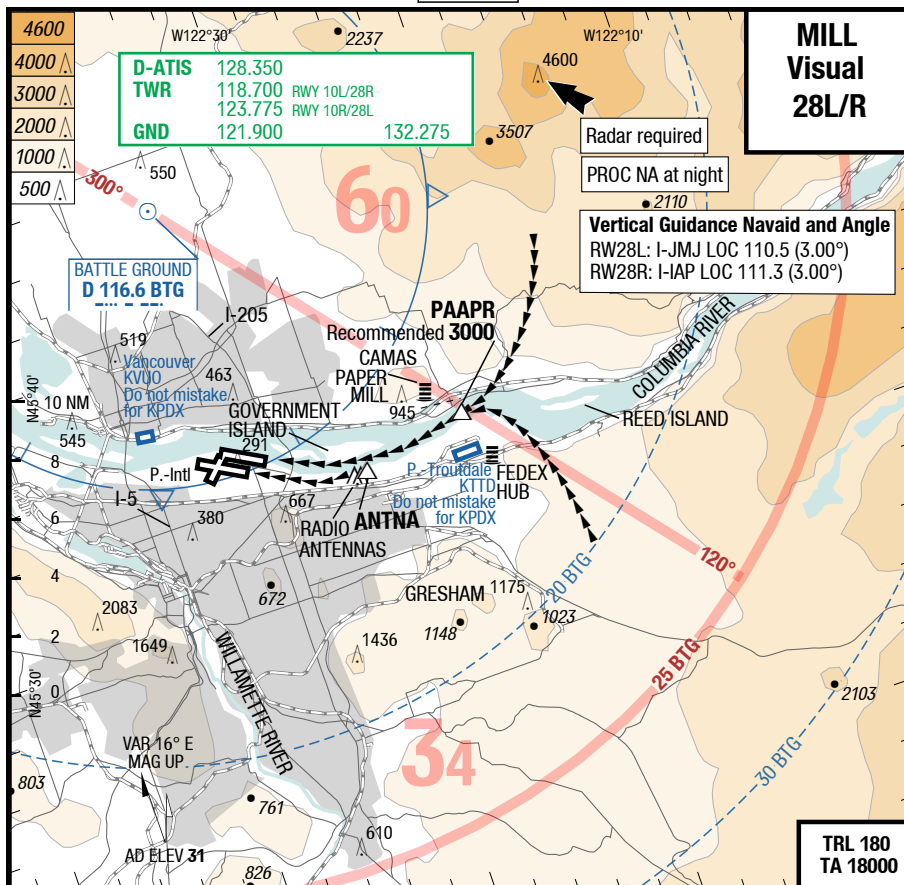 4600
4000
3000
2000
1000
500
W122°30'
W122°10'
2237
4600
3507
2110
550
D-ATIS 128.350
TWR 118.700 RWY 10L/28R
123.775 RWY 10R/28L
GND 121.900 132.275
MILL
Visual
28L/R
Radar required
PROC NA at night
Vertical Guidance Navaid and Angle
RW28L: I-JMJ LOC 110.5 (3.00°)
RW28R: I-IAP LOC 111.3 (3.00°)
300°
60
BATTLE GROUND
D 116.6 BTG
I-205
519
463
Vancouver
KVUO
Do not mistake
for KPDX
PAAPR
Recommended 3000
CAMAS
PAPER
MILL
945
COLUMBIA RIVER
REED ISLAND
N45°40'
10 NM
545
GOVERNMENT
ISLAND
291
8
P.-Intl
P.-Troutdale
KTTD
Do not mistake
for KPDX
FEDEX
HUB
I-5
667
380
RADIO
ANTENNAS
ANTNA
6
4
2
0
N45°30'
120°
20 BTG
25 BTG
30 BTG
672
GRESHAM
1175
1148
1023
1436
2083
1649
WILLAMETTE RIVER
2103
34
VAR 16° E
MAG UP
803
761
610
826
AD ELEV 31
TRL 180
TA 18000